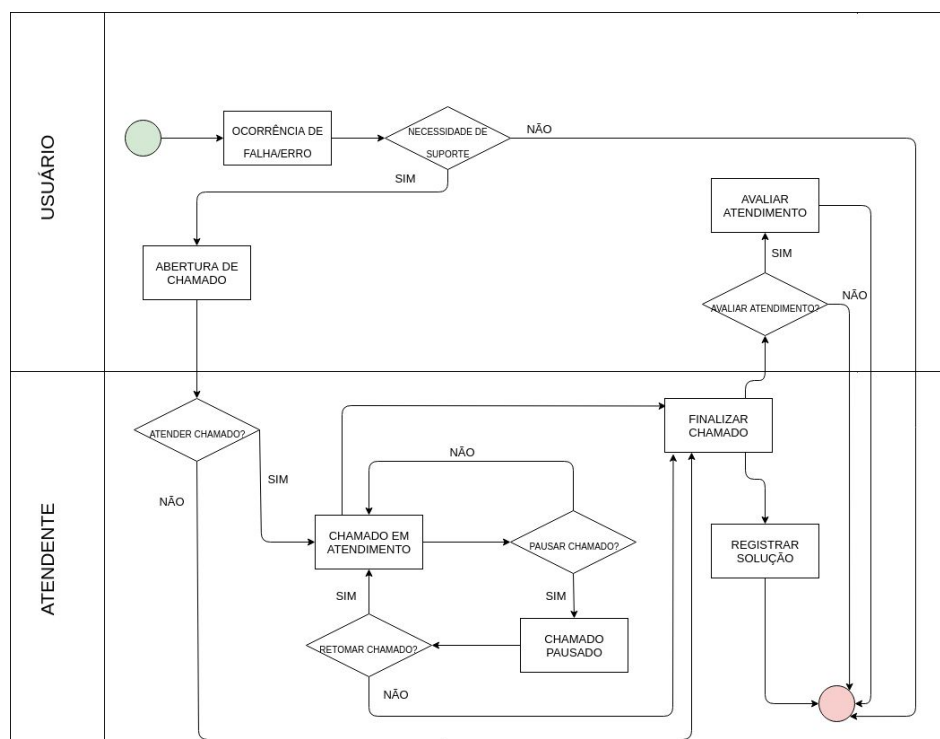 USUÁRIO
OCORRÊNCIA DE
FALHA/ERRO
NECESSIDADE DE
SUPORTE
NÃO
SIM
ABERTURA DE
CHAMADO
AVALIAR
ATENDIMENTO
SIM
AVALIAR ATENDIMENTO?
NÃO
ATENDENTE
ATENDER CHAMADO?
SIM
NÃO
FINALIZAR
CHAMADO
NÃO
CHAMADO EM
ATENDIMENTO
PAUSAR CHAMADO?
REGISTRAR
SOLUÇÃO
SIM
SIM
RETOMAR CHAMADO?
CHAMADO
PAUSADO
NÃO